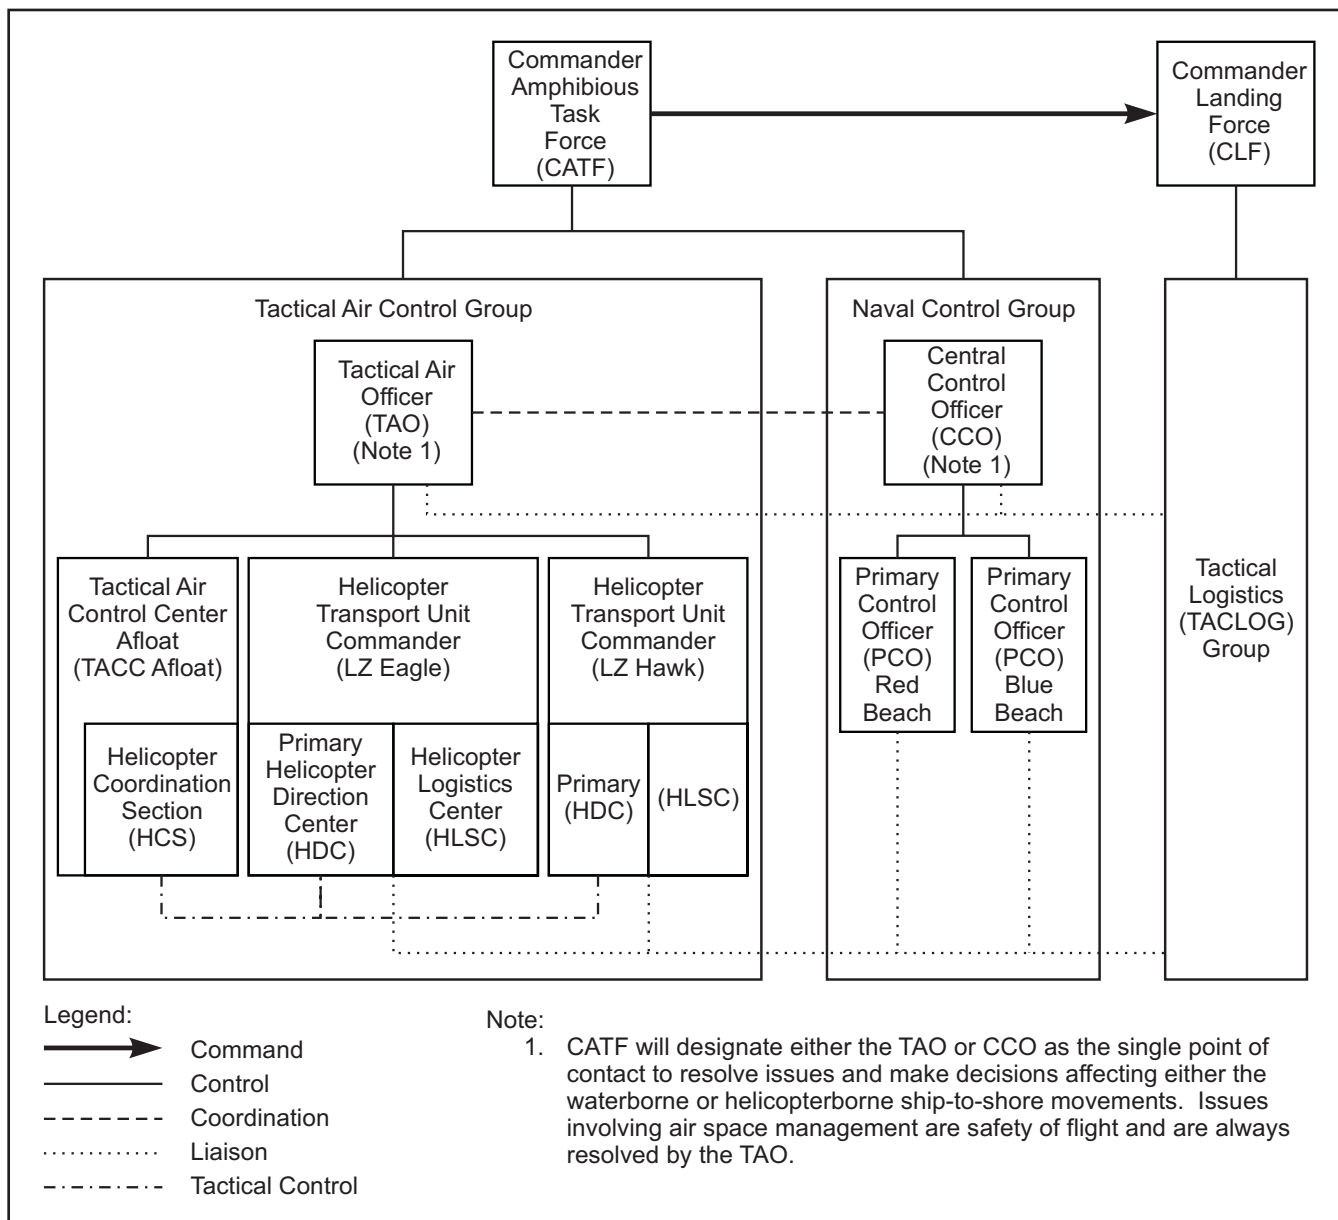 Commander
Amphibious
Task
Force
(CATF)
Commander
Landing
Force
(CLF)
Tactical Air Control Group
Tactical Air
Officer
(TAO)
(Note 1)
Naval Control Group
Central
Control
Officer
(CCO)
(Note 1)
Tactical Air
Control Center
Afloat
(TACC Afloat)
Helicopter
Transport Unit
Commander
(LZ Eagle)
Helicopter
Transport Unit
Commander
(LZ Hawk)
Primary
Control
Officer
(PCO)
Red
Beach
Primary
Control
Officer
(PCO)
Blue
Beach
Tactical
Logistics
(TACLOG)
Group
Helicopter
Coordination
Section
(HCS)
Primary
Helicopter
Direction
Center
(HDC)
Helicopter
Logistics
Center
(HLSC)
Primary
(HDC)
(HLSC)
Legend:
Command
Control
Coordination
Liaison
Tactical Control
Note:
1. CATF will designate either the TAO or CCO as the single point of
contact to resolve issues and make decisions affecting either the
waterborne or helicopterborne ship-to-shore movements. Issues
involving air space management are safety of flight and are always
resolved by the TAO.